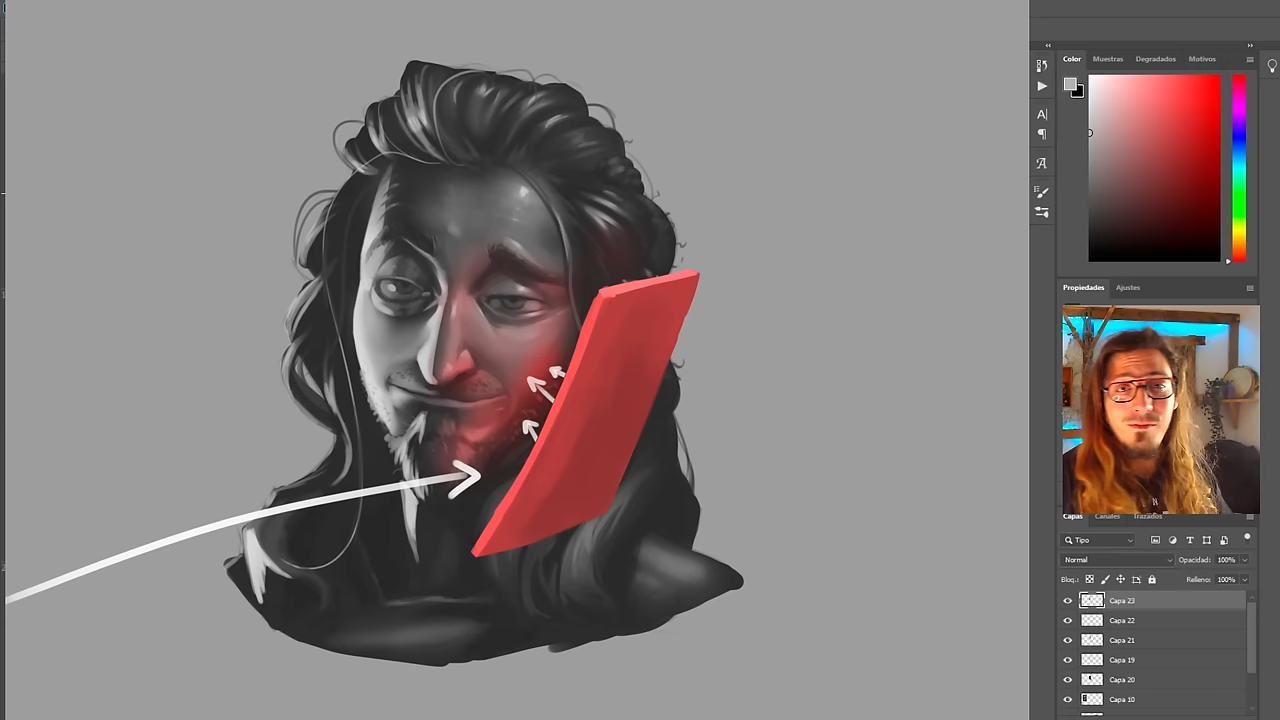 Color Muestras Degradados Motivos
Propiedades Ajustes
Capas Canales Trazados
Tipo
Normal Opacidad: 100%
Bloq.: Relleno: 100%
Capa 23
Capa 22
Capa 21
Capa 19
Capa 20
Capa 10